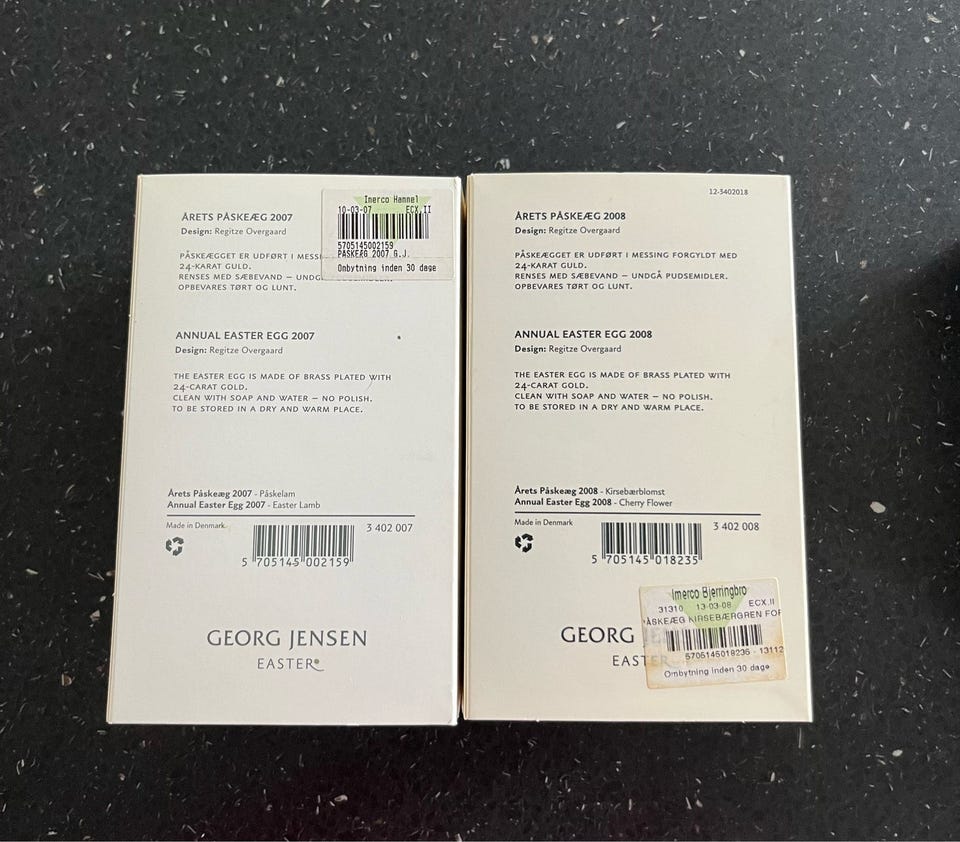 Imerco Hammel
10-03-07 ECX.II
5705145002159
PASKEÆG 2007 G.J.
Ombytning inden 30 dage
ÅRETS PÅSKEÆG 2007
Design: Regitze Overgaard
PÅSKEÆGGET ER UDFØRT I
24-KARAT GULD.
RENSES MED SÆBEVAND –
OPBEVARES TØRT OG LUNT.
ANNUAL EASTER EGG 2007
Design: Regitze Overgaard
THE EASTER EGG IS MADE OF BRASS PLATED WITH
24-CARAT GOLD.
CLEAN WITH SOAP AND WATER – NO POLISH.
TO BE STORED IN A DRY AND WARM PLACE.
Årets Påskeæg 2007 - Påskelam
Annual Easter Egg 2007 - Easter Lamb
Made in Denmark
3 402 007
5 705145 002159
GEORG JENSEN
EASTER
12-3402018
ÅRETS PÅSKEÆG 2008
Design: Regitze Overgaard
PÅSKEÆGGET ER UDFØRT I MESSING FORGYLDT MED
24-KARAT GULD.
RENSES MED SÆBEVAND – UNDGÅ PUDSEMIDLER.
OPBEVARES TØRT OG LUNT.
ANNUAL EASTER EGG 2008
Design: Regitze Overgaard
THE EASTER EGG IS MADE OF BRASS PLATED WITH
24-CARAT GOLD.
CLEAN WITH SOAP AND WATER – NO POLISH.
TO BE STORED IN A DRY AND WARM PLACE.
Årets Påskeæg 2008 - Kirsebærblomst
Annual Easter Egg 2008 - Cherry Flower
Made in Denmark
3 402 008
5 705145 018235
GEORG
EASTER
Imerco Bjerringbro
31310 13-03-08 ECX.II
KIRSEBÆRGREN FOR
5705145018235 - 13112
Ombytning inden 30 dage